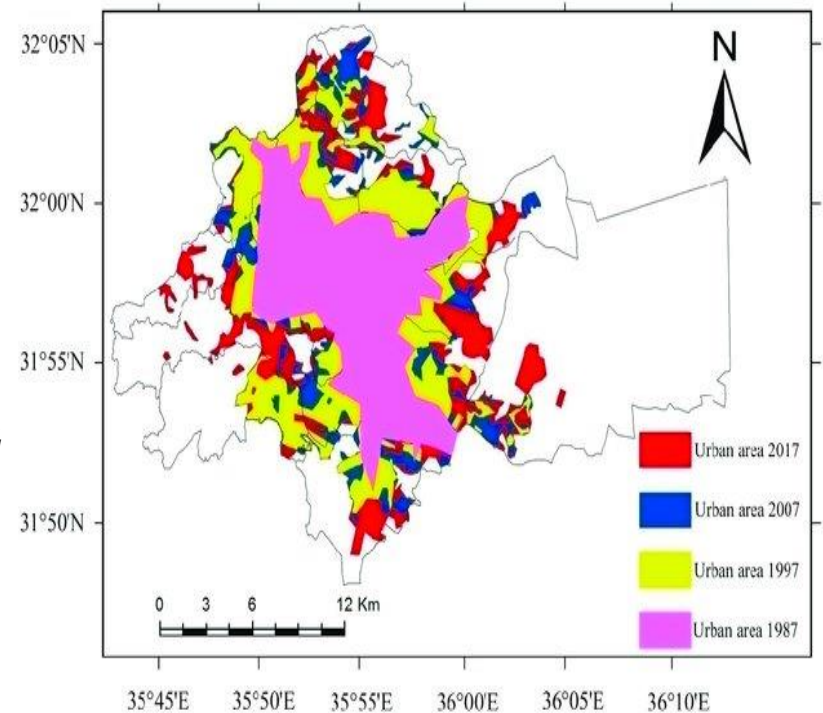 32°05'N
N
32°00'N
31°55'N
Urban area 2017
Urban area 2007
31°50'N
Urban area 1997
0 3 6 12 Km
Urban area 1987
35°45'E 35°50'E 35°55'E 36°00'E 36°05'E 36°10'E